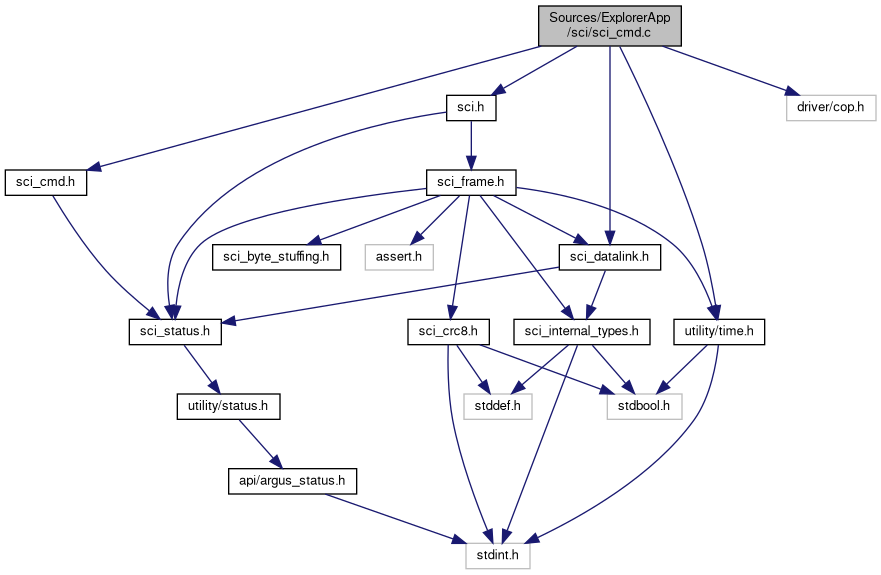 Sources/ExplorerApp
/sci/sci_cmd.c
sci.h
driver/cop.h
sci_cmd.h
sci_frame.h
sci_byte_stuffing.h
assert.h
sci_datalink.h
sci_status.h
sci_crc8.h
sci_internal_types.h
utility/time.h
utility/status.h
stddef.h
stdbool.h
api/argus_status.h
stdint.h